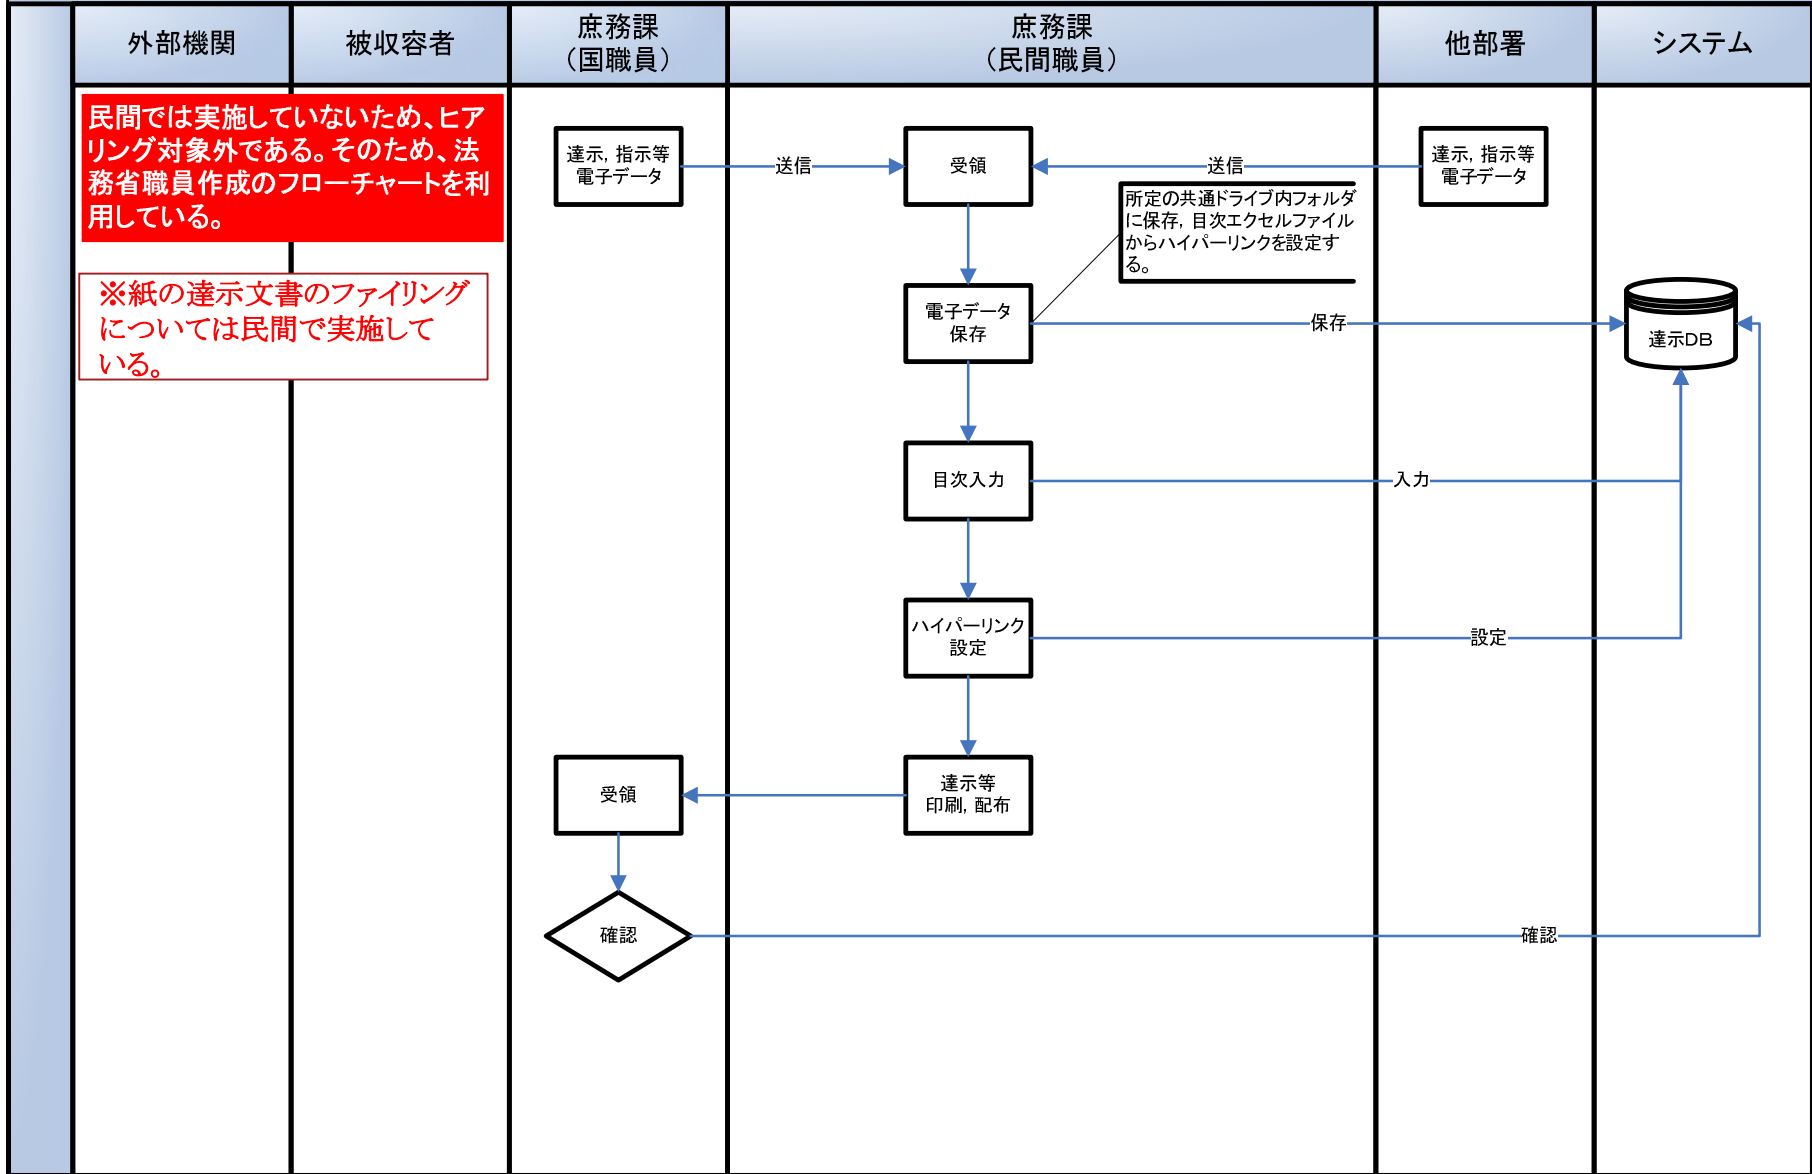 外部機関
被収容者
庶務課
（国職員）
庶務課
（民間職員）
他部署
システム
民間では実施していないため、ヒア
リング対象外である。そのため、法
務省職員作成のフローチャートを利
用している。
※紙の達示文書のファイリング
については民間で実施して
いる。
達示, 指示等
電子データ
送信
受領
送信
達示, 指示等
電子データ
所定の共通ドライブ内フォルダ
に保存, 目次エクセルファイル
からハイパーリンクを設定す
る。
電子データ
保存
保存
達示DB
目次入力
入力
ハイパーリンク
設定
設定
受領
達示等
印刷, 配布
確認
確認